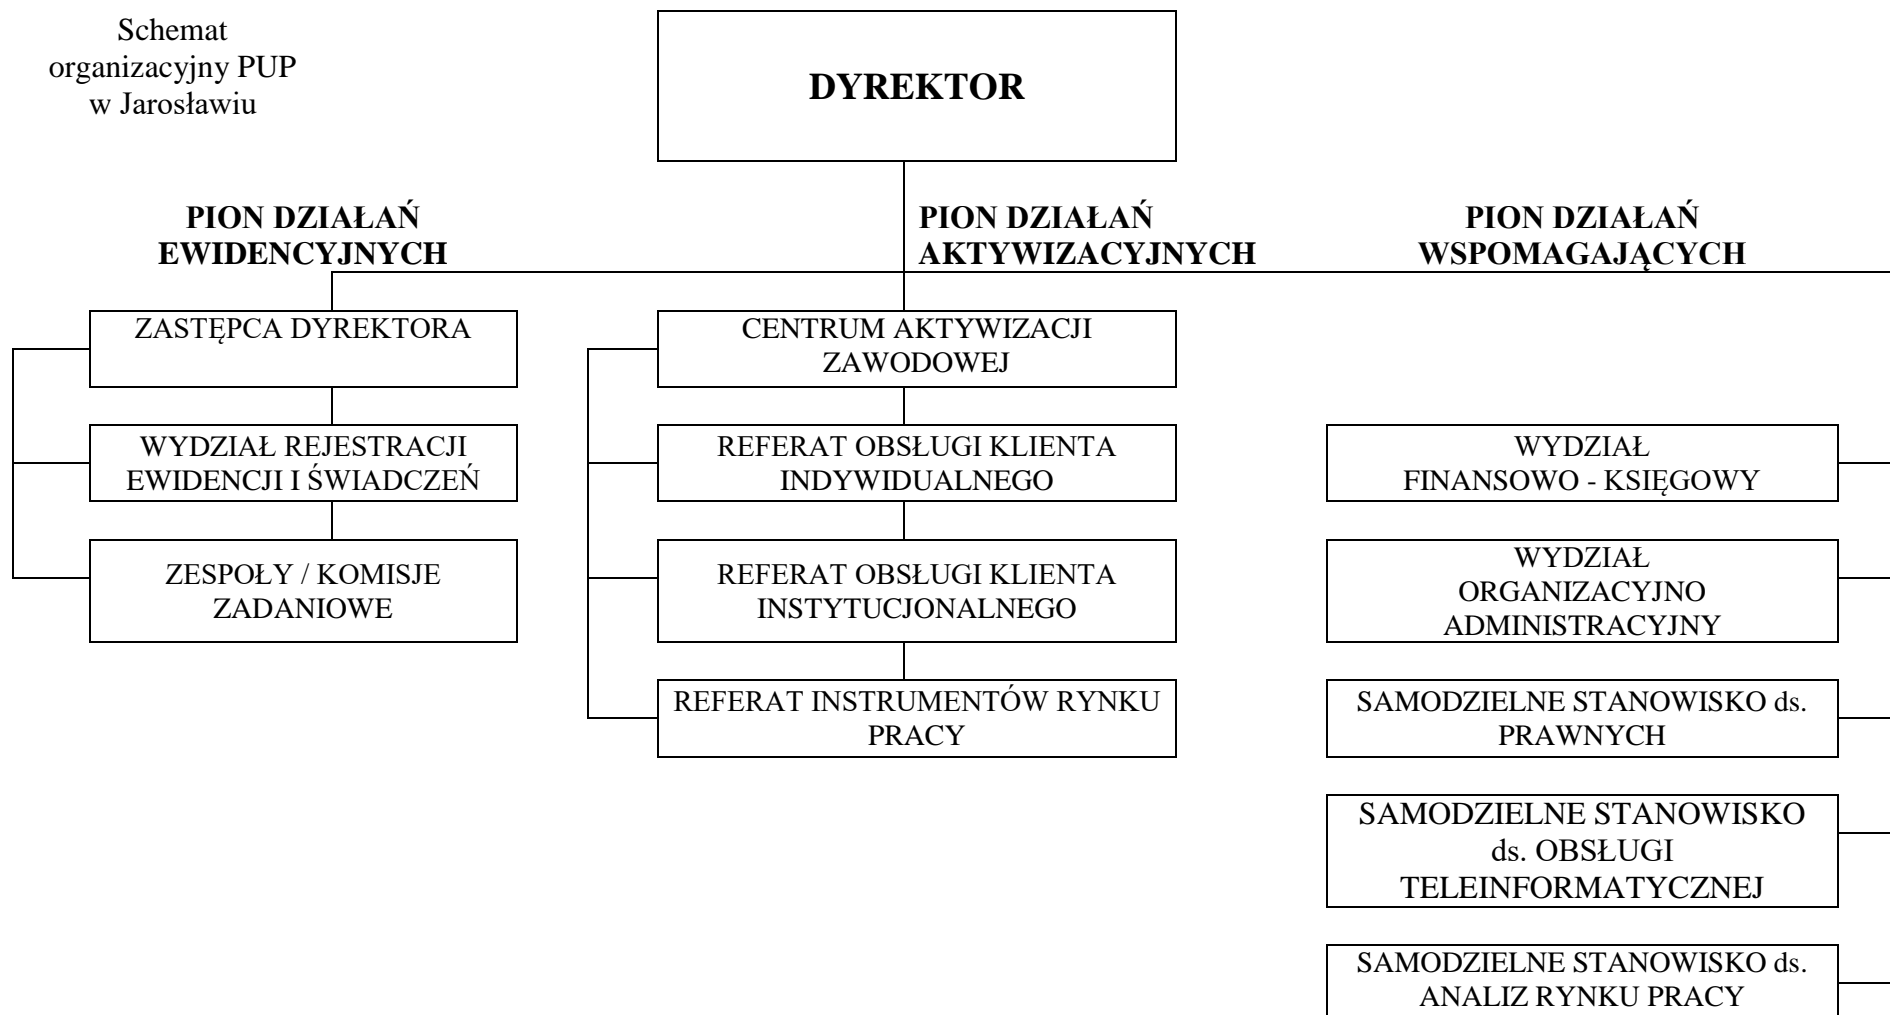 Schemat
organizacyjny PUP
w Jarosławiu
DYREKTOR
PION DZIAŁAŃ
EWIDENCYJNYCH
PION DZIAŁAŃ
AKTYWIZACYJNYCH
PION DZIAŁAŃ
WSPOMAGAJĄCYCH
ZASTĘPCA DYREKTORA
WYDZIAŁ REJESTRACJI
EWIDENCJI I ŚWIADCZEŃ
ZESPOŁY / KOMISJE
ZADANIOWE
CENTRUM AKTYWIZACJI
ZAWODOWEJ
REFERAT OBSŁUGI KLIENTA
INDYWIDUALNEGO
REFERAT OBSŁUGI KLIENTA
INSTYTUCJONALNEGO
REFERAT INSTRUMENTÓW RYNKU
PRACY
WYDZIAŁ
FINANSOWO - KSIĘGOWY
WYDZIAŁ
ORGANIZACYJNO
ADMINISTRACYJNY
SAMODZIELNE STANOWISKO ds.
PRAWNYCH
SAMODZIELNE STANOWISKO
ds. OBSŁUGI
TELEINFORMATYCZNEJ
SAMODZIELNE STANOWISKO ds.
ANALIZ RYNKU PRACY